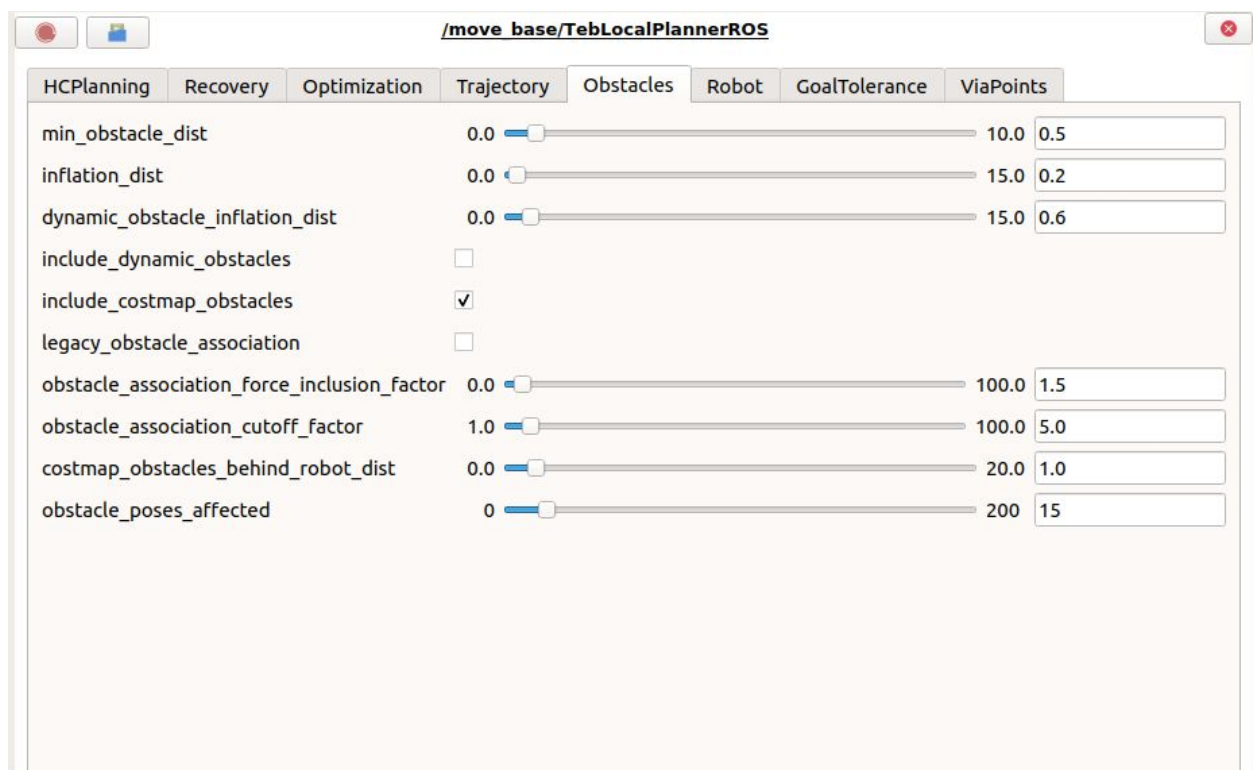 /move_base/TebLocalPlannerROS
HCPlanning Recovery Optimization Trajectory Obstacles Robot GoalTolerance ViaPoints
min_obstacle_dist 0.0 10.0 0.5
inflation_dist 0.0 15.0 0.2
dynamic_obstacle_inflation_dist 0.0 15.0 0.6
include_dynamic_obstacles
include_costmap_obstacles
legacy_obstacle_association
obstacle_association_force_inclusion_factor 0.0 100.0 1.5
obstacle_association_cutoff_factor 1.0 100.0 5.0
costmap_obstacles_behind_robot_dist 0.0 20.0 1.0
obstacle_poses_affected 0 200 15